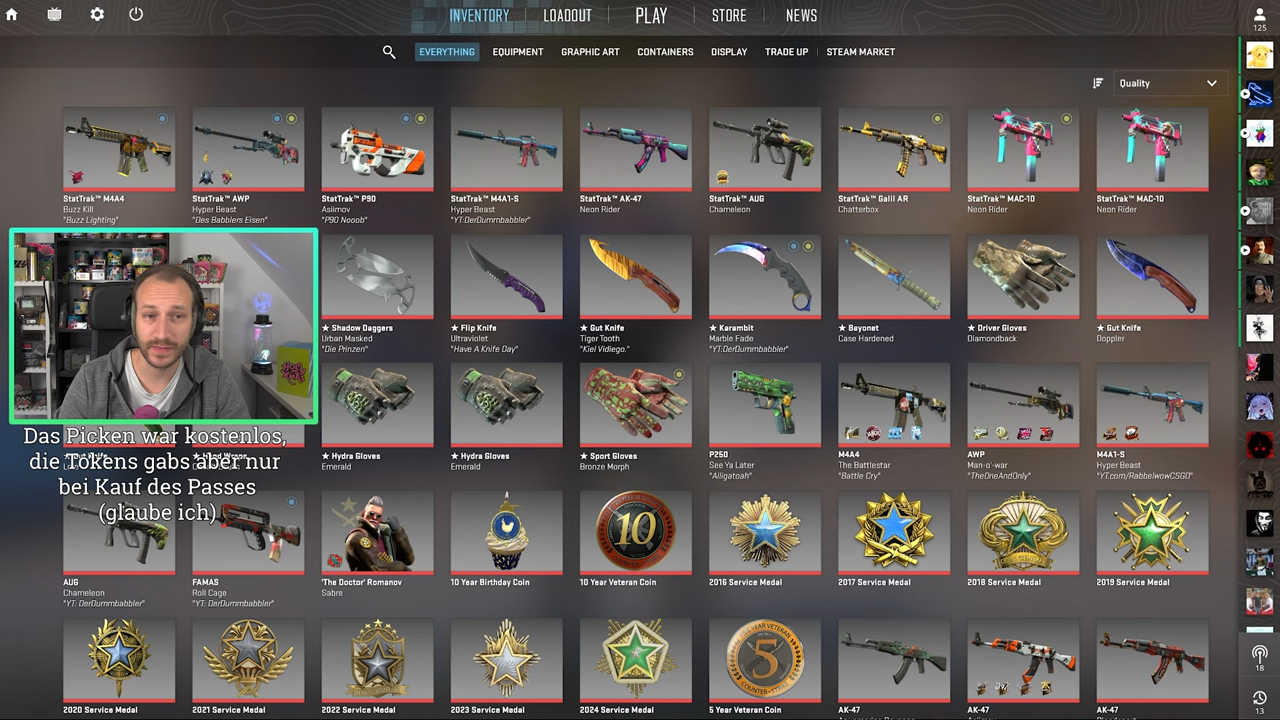 INVENTORY
LOADOUT
PLAY
STORE
NEWS
125
EVERYTHING
EQUIPMENT
GRAPHIC ART
CONTAINERS
DISPLAY
TRADE UP
STEAM MARKET
Quality
StatTrak™ M4A4
Buzz Kill
"Buzz Lighting"
StatTrak™ AWP
Hyper Beast
"Des Babblers Eisen"
StatTrak™ P90
Asiimov
"P90 Nooob"
StatTrak™ M4A1-S
Hyper Beast
"YT:DerDummbabbler"
StatTrak™ AK-47
Neon Rider
StatTrak™ AUG
Chameleon
StatTrak™ Galil AR
Chatterbox
StatTrak™ MAC-10
Neon Rider
StatTrak™ MAC-10
Neon Rider
★ Shadow Daggers
Urban Masked
"Die Prinzen"
★ Flip Knife
Ultraviolet
"Have A Knife Day"
★ Gut Knife
Tiger Tooth
"Kiel Vidiego."
★ Karambit
Marble Fade
"YT:DerDummbabbler"
★ Bayonet
Case Hardened
★ Driver Gloves
Diamondback
★ Gut Knife
Doppler
Das Picken war kostenlos,
die Tokens gabs aber nur
bei Kauf des Passes
(glaube ich)
★ Hydra Gloves
Emerald
★ Hydra Gloves
Emerald
★ Sport Gloves
Bronze Morph
P250
See Ya Later
"Alligatoah"
M4A4
The Battlestar
"Battle Cry"
AWP
Man-o'-war
"TheOneAndOnly"
M4A1-S
Hyper Beast
"YT.com/RabbelwowCSGO"
AUG
Chameleon
"YT: DerDummbabbler"
FAMAS
Roll Cage
"YT: DerDummbabbler"
'The Doctor' Romanov
Sabre
10 Year Birthday Coin
10
10 Year Veteran Coin
2016 Service Medal
2017 Service Medal
2018 Service Medal
2019 Service Medal
2020 Service Medal
2021 Service Medal
2022 Service Medal
2023 Service Medal
2024 Service Medal
5
5 Year Veteran Coin
AK-47
AK-47
AK-47
18
13